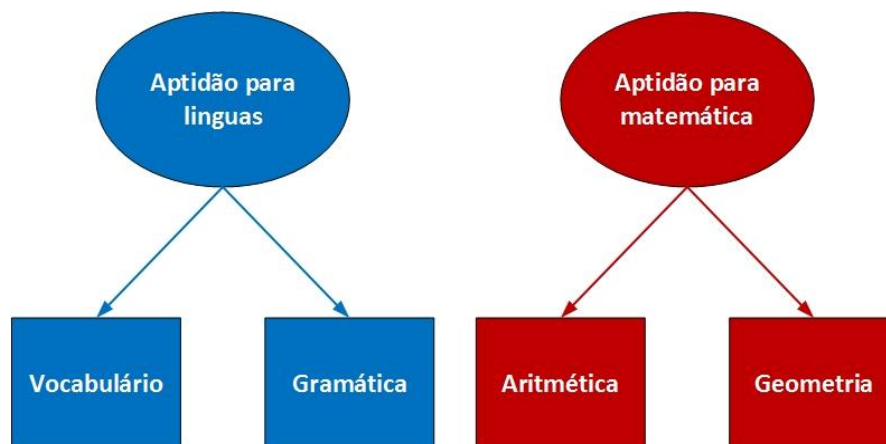 Aptidão para
linguas
Aptidão para
matemática
Vocabulário
Gramática
Aritmética
Geometria